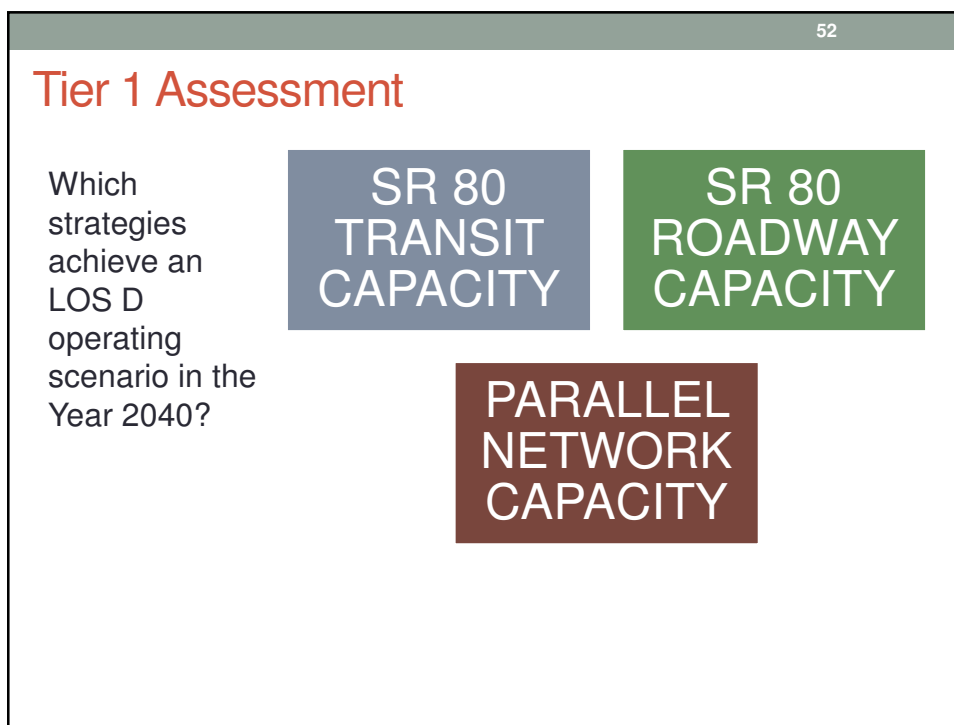 52
Tier 1 Assessment
Which
strategies
achieve an
LOS D
operating
scenario in the
Year 2040?
SR 80
TRANSIT
CAPACITY
SR 80
ROADWAY
CAPACITY
PARALLEL
NETWORK
CAPACITY